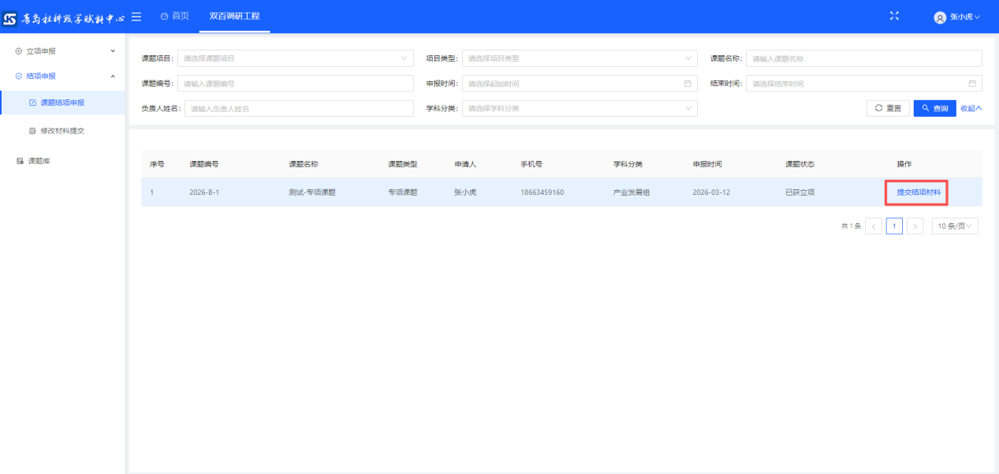 青岛社科数字赋能中心 首页 双百调研工程 张小虎
立项申报
结项申报
课题结项申报
修改材料提交
课题库
课题项目: 请选择课题项目 项目类型: 请选择项目类型 课题名称: 请输入课题名称
课题编号: 请输入课题编号 申报时间: 请选择起始时间 结束时间: 请选择结束时间
负责人姓名: 请输入负责人姓名 学科分类: 请选择学科分类 重置 查询 收起
序号 课题编号 课题名称 课题类型 申请人 手机号 学科分类 申报时间 课题状态 操作
1 2026-B-1 测试-专项课题 专项课题 张小虎 18663459160 产业发展组 2026-03-12 已获立项 提交结项材料
共 1 条 < 1 > 10 条/页